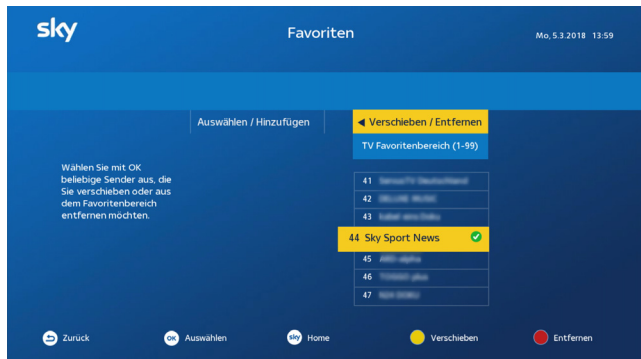 sky
Favoriten
Mo, 5.3.2018 13:59
Auswählen / Hinzufügen
Verschieben / Entfernen
TV Favoritenbereich (1-99)
Wählen Sie mit OK
beliebige Sender aus, die
Sie verschieben oder aus
dem Favoritenbereich
entfernen möchten.
41
42
43
44 Sky Sport News
45
46
47
Zurück
OK Auswählen
sky Home
Verschieben
Entfernen